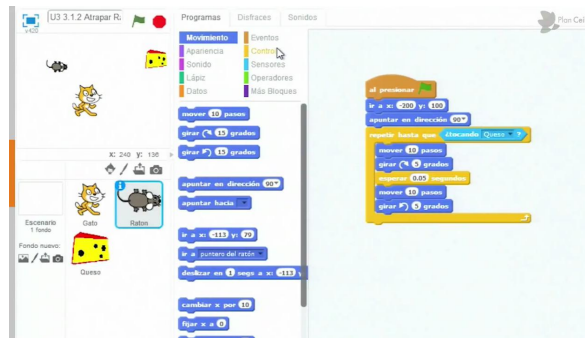 U3 3.1.2 Atrapar R
Programas Disfraces Sonidos
Plan Cei
v420
Movimiento Eventos
Apariencia Control
Sonido Sensores
Lápiz Operadores
Datos Más Bloques
mover 10 pasos
girar 15 grados
girar 15 grados
apuntar en dirección 90
apuntar hacia
ir a x: -113 y: 79
ir a puntero del ratón
deslizar en 1 segs a x: -113 y
cambiar x por 10
fijar x a 0
X: 240 y: 136
Escenario
1 fondo
Gato
Raton
Fondo nuevo:
Queso
al presionar
ir a x: -200 y: 100
apuntar en dirección 90
repetir hasta que ¿tocando Queso ?
mover 10 pasos
girar 5 grados
esperar 0.05 segundos
mover 10 pasos
girar 5 grados